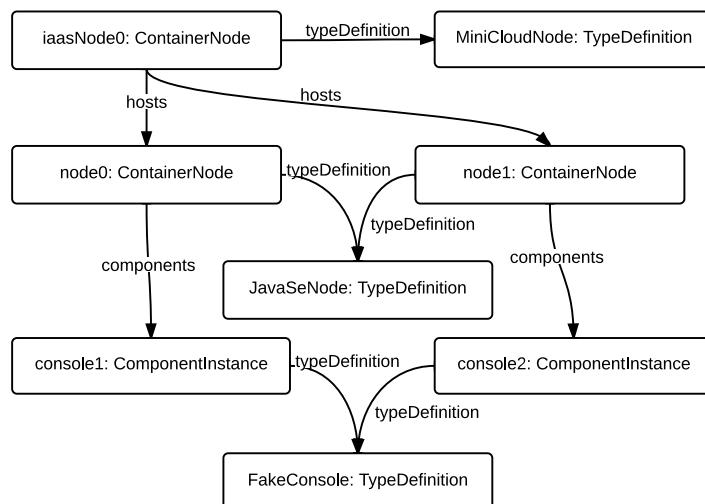 iaasNode0: ContainerNode
typeDefinition
MiniCloudNode: TypeDefinition
hosts
hosts
node0: ContainerNode
typeDefinition
node1: ContainerNode
typeDefinition
components
components
JavaSeNode: TypeDefinition
console1: ComponentInstance
typeDefinition
console2: ComponentInstance
typeDefinition
FakeConsole: TypeDefinition